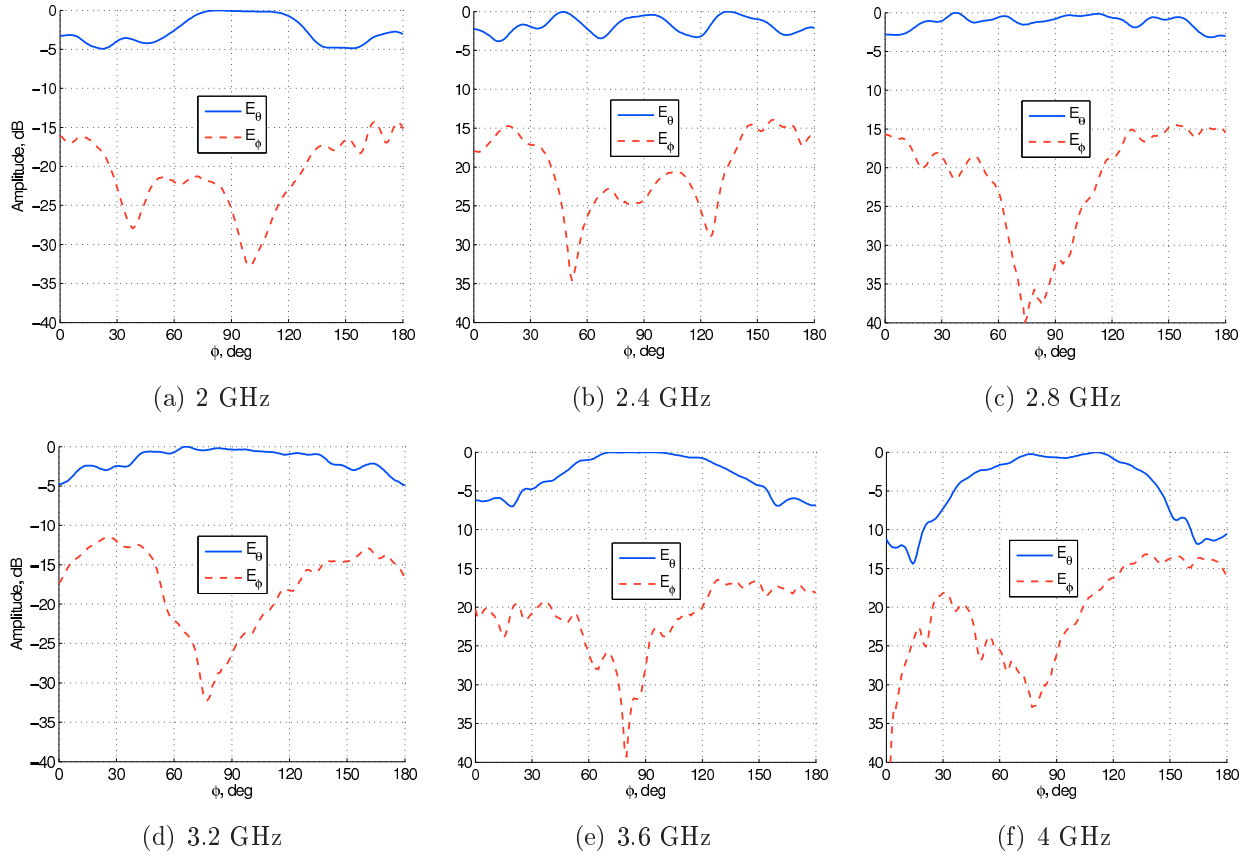 0
−5
−10
−15
−20
−25
−30
−35
−40
Amplitude, dB
E_θ
E_ϕ
0 30 60 90 120 150 180
ϕ, deg
(a) 2 GHz
0
−5
10
15
20
25
30
35
40
E_θ
E_ϕ
0 30 60 90 120 150 180
ϕ, deg
(b) 2.4 GHz
0
−5
10
15
20
25
30
35
40
E_θ
E_ϕ
0 30 60 90 120 150 180
ϕ, deg
(c) 2.8 GHz
0
−5
−10
−15
−20
−25
−30
−35
−40
Amplitude, dB
E_θ
E_ϕ
0 30 60 90 120 150 180
ϕ, deg
(d) 3.2 GHz
0
−5
10
15
20
25
30
35
40
E_θ
E_ϕ
0 30 60 90 120 150 180
ϕ, deg
(e) 3.6 GHz
0
−5
10
15
20
25
30
35
40
E_θ
E_ϕ
0 30 60 90 120 150 180
ϕ, deg
(f) 4 GHz